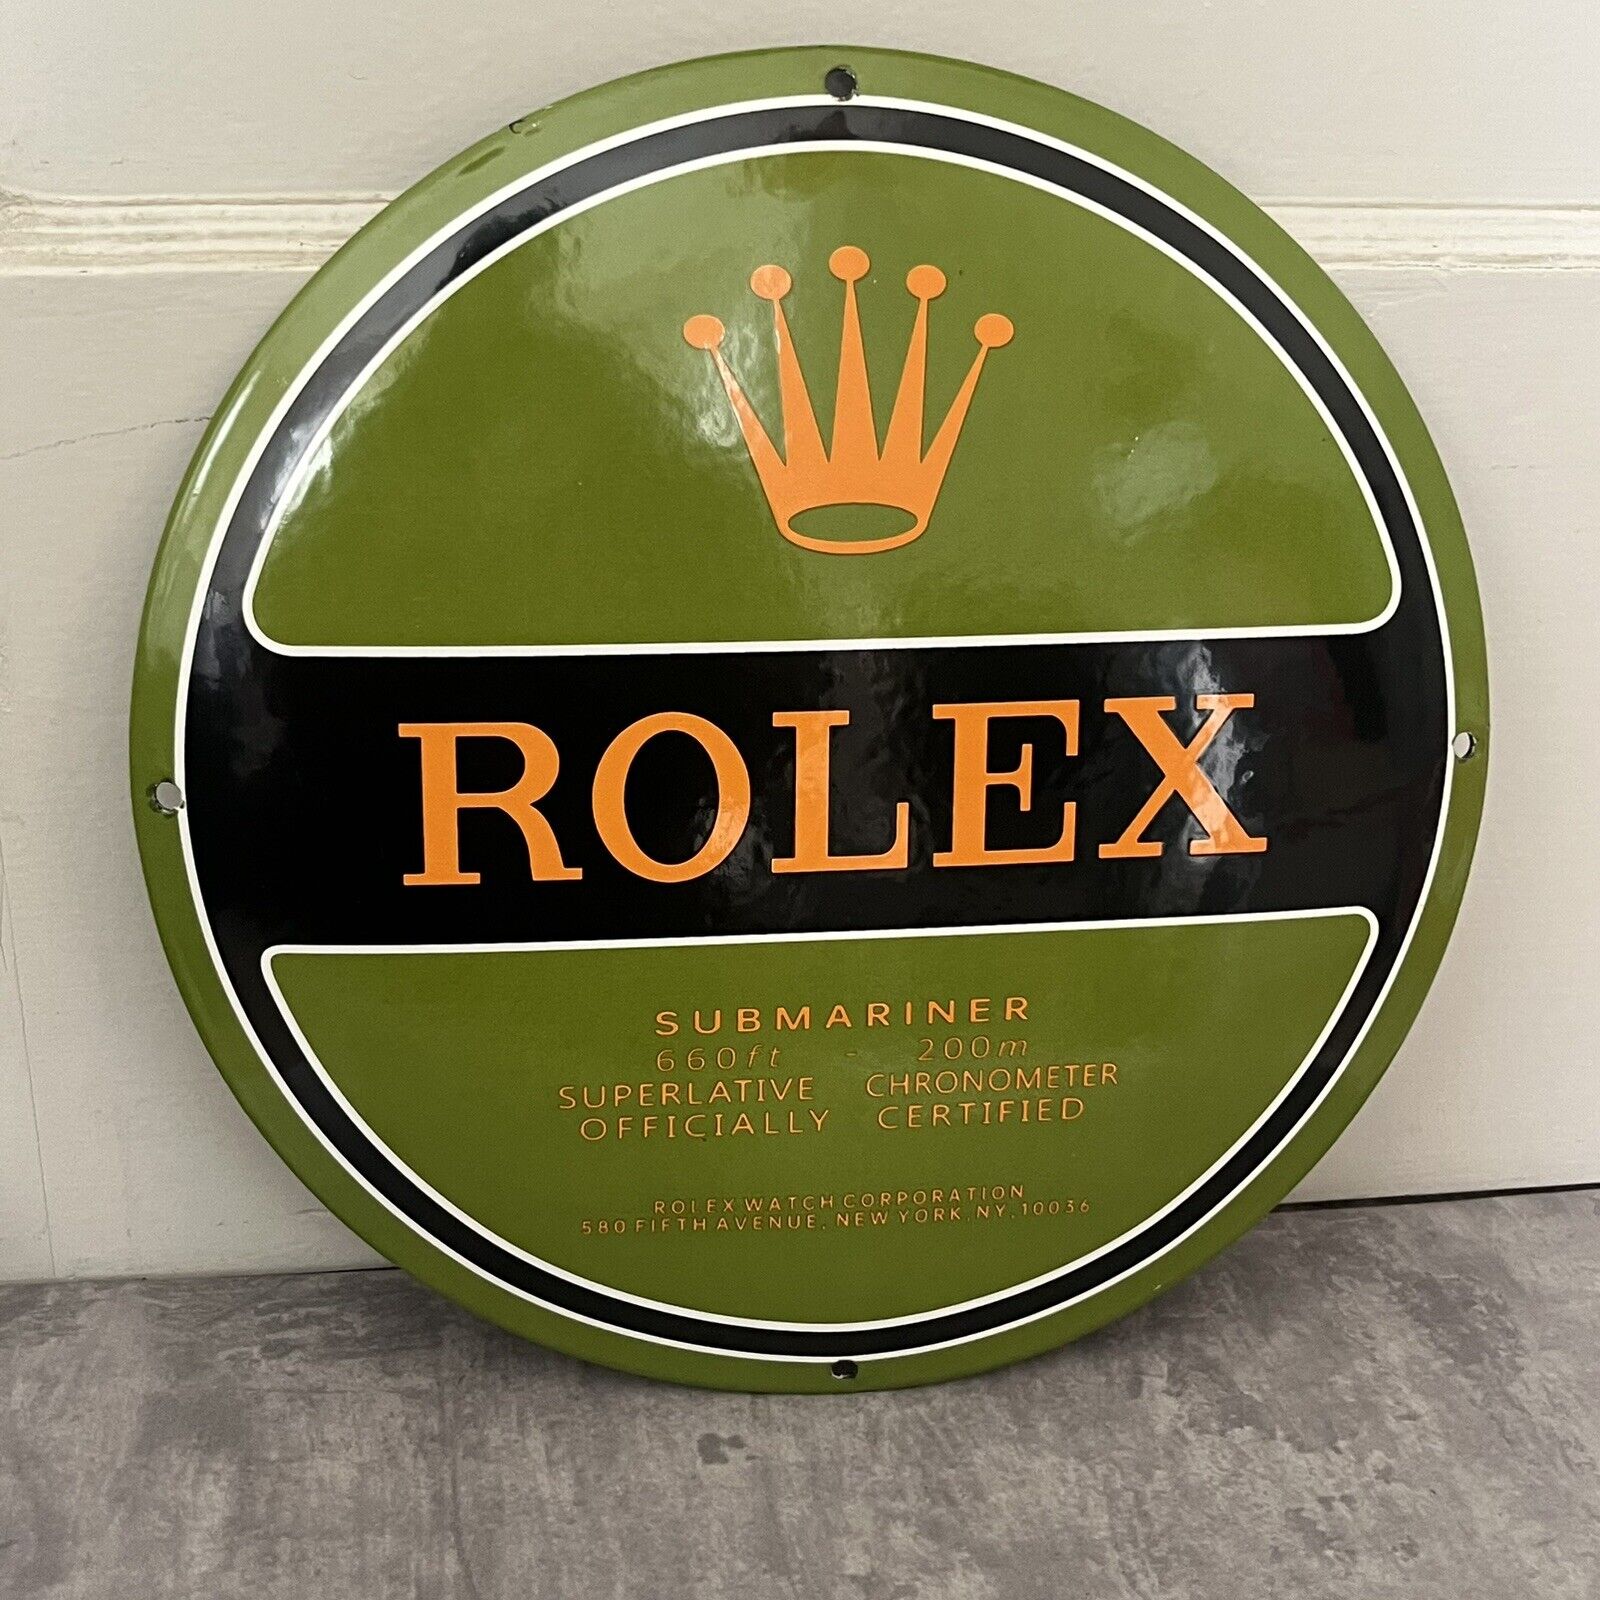 ROLEX
SUBMARINER
660ft - 200m
SUPERLATIVE CHRONOMETER
OFFICIALLY CERTIFIED
ROLEX WATCH CORPORATION
580 FIFTH AVENUE, NEW YORK, NY, 10036